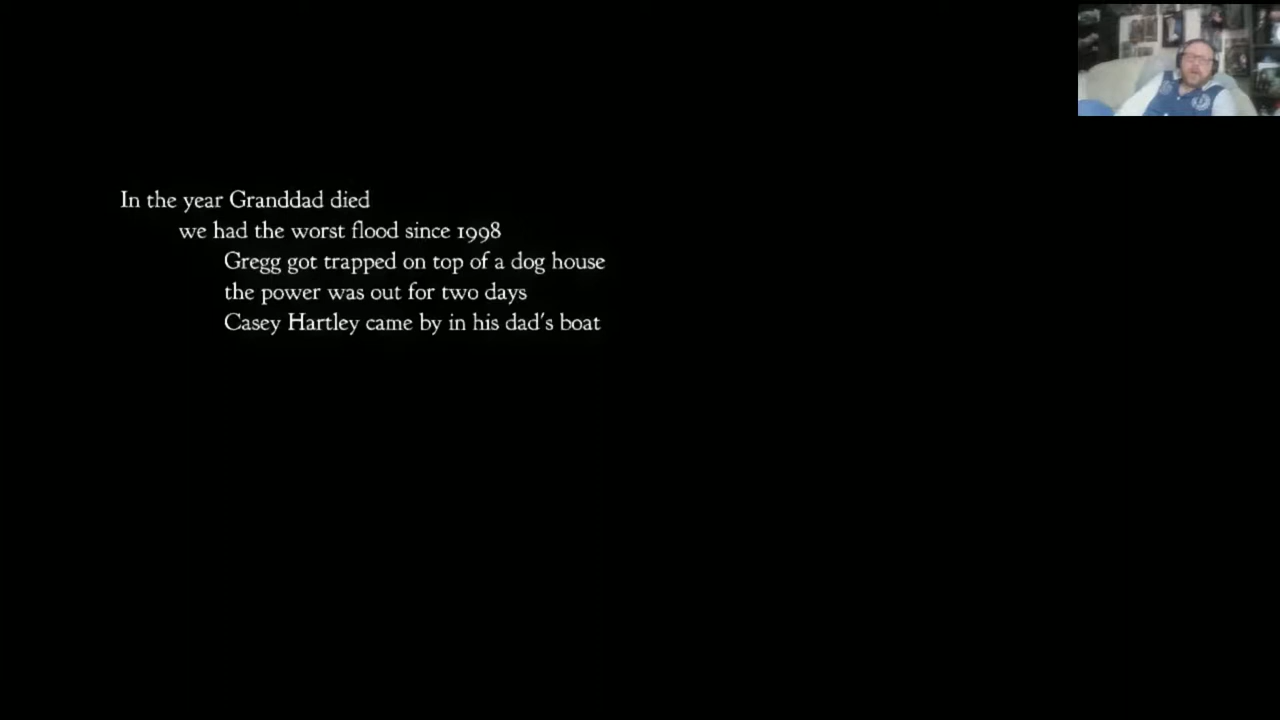 In the year Granddad died
we had the worst flood since 1998
Gregg got trapped on top of a dog house
the power was out for two days
Casey Hartley came by in his dad's boat